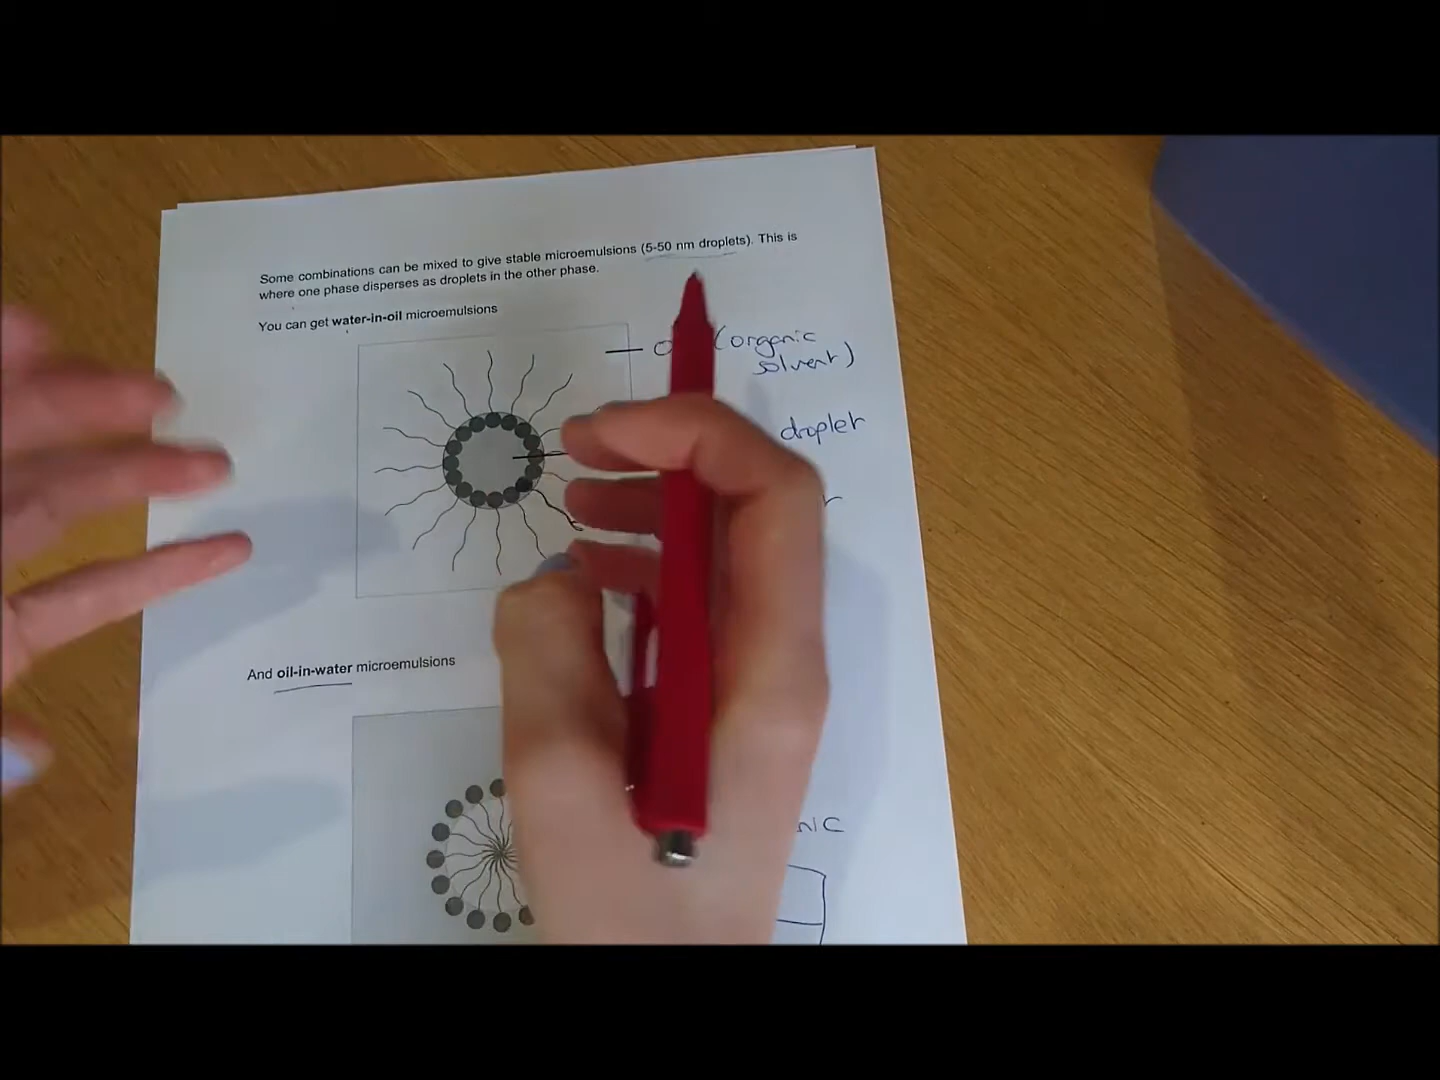 Some combinations can be mixed to give stable microemulsions (5-50 nm droplets). This is
where one phase disperses as droplets in the other phase.
You can get water-in-oil microemulsions
(organic
solvent)
droplet
And oil-in-water microemulsions